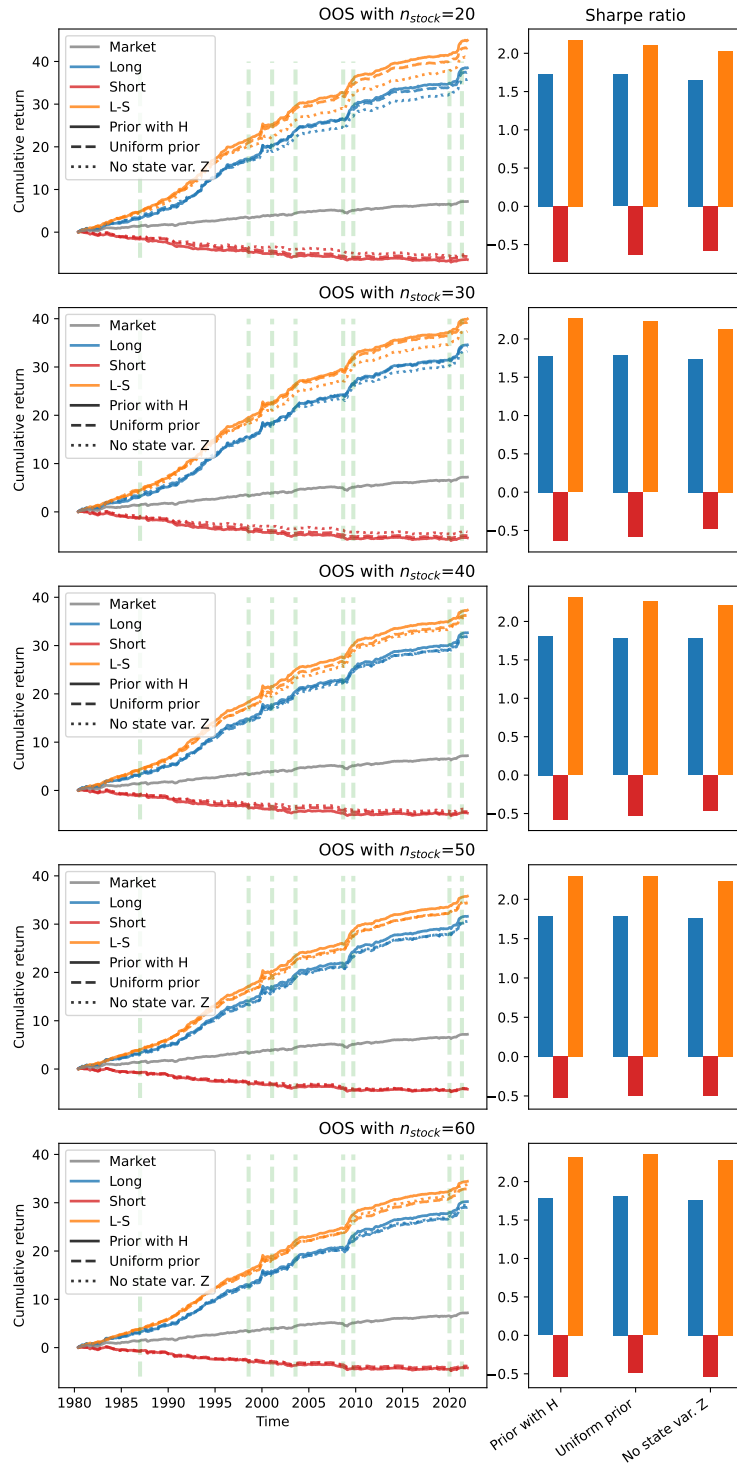 OOS with n_stock=20
Sharpe ratio
Cumulative return
40
30
20
10
0
Market
Long
Short
L-S
Prior with H
Uniform prior
No state var. Z
2.0
1.5
1.0
0.5
0.0
−0.5
OOS with n_stock=30
Cumulative return
40
30
20
10
0
Market
Long
Short
L-S
Prior with H
Uniform prior
No state var. Z
2.0
1.5
1.0
0.5
0.0
−0.5
OOS with n_stock=40
Cumulative return
40
30
20
10
0
Market
Long
Short
L-S
Prior with H
Uniform prior
No state var. Z
2.0
1.5
1.0
0.5
0.0
−0.5
OOS with n_stock=50
Cumulative return
40
30
20
10
0
Market
Long
Short
L-S
Prior with H
Uniform prior
No state var. Z
2.0
1.5
1.0
0.5
0.0
−0.5
OOS with n_stock=60
Cumulative return
40
30
20
10
0
Market
Long
Short
L-S
Prior with H
Uniform prior
No state var. Z
2.0
1.5
1.0
0.5
0.0
−0.5
1980 1985 1990 1995 2000 2005 2010 2015 2020
Time
Prior with H
Uniform prior
No state var. Z